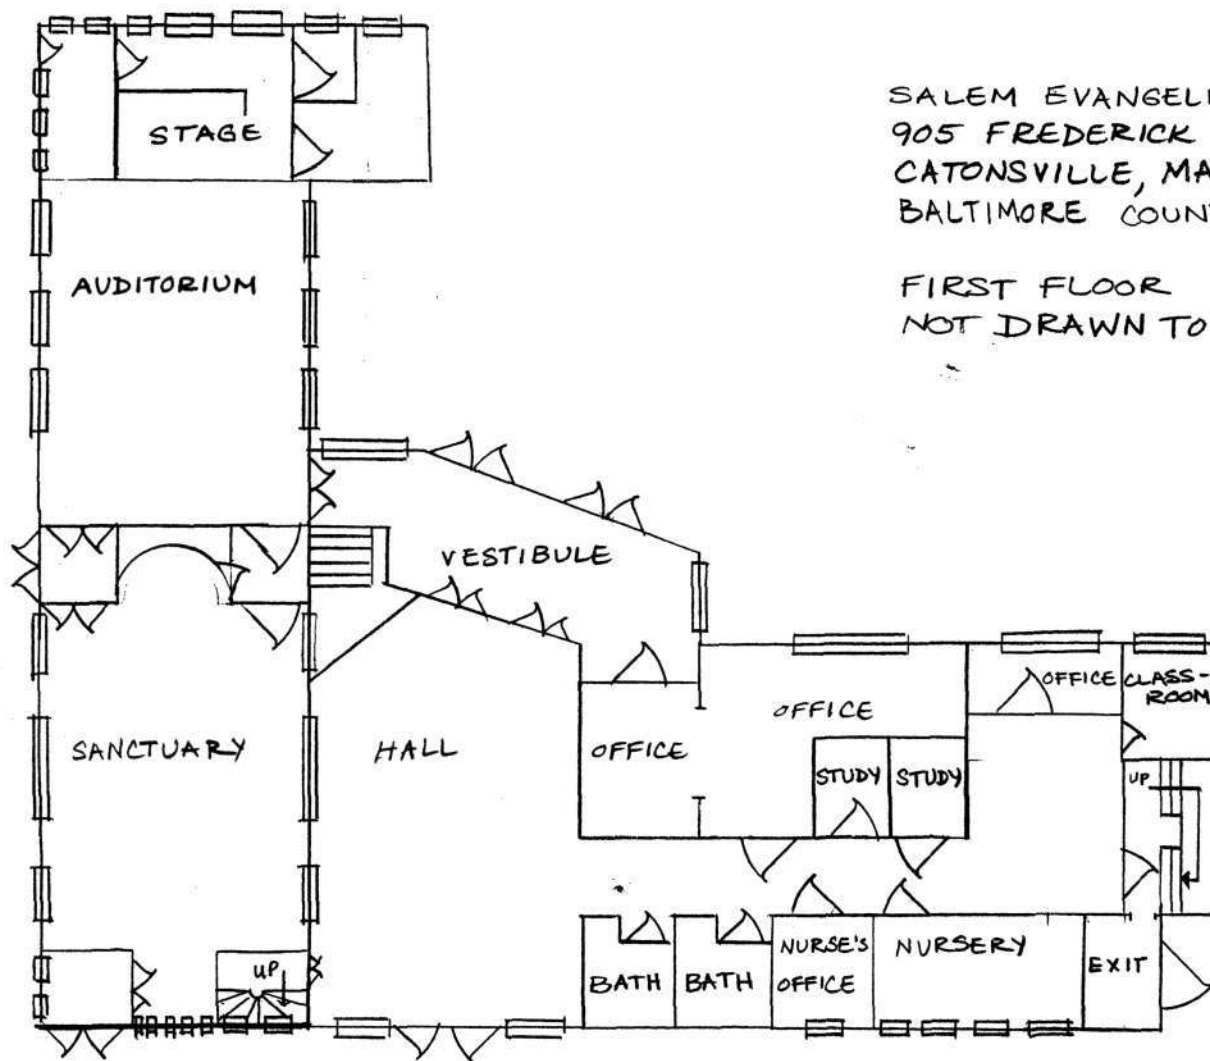 SALEM EVANGELI
905 FREDERICK
CATONSVILLE, MA
BALTIMORE COUN
FIRST FLOOR
NOT DRAWN TO
STAGE
AUDITORIUM
VESTIBULE
SANCTUARY
HALL
OFFICE
OFFICE
STUDY
STUDY
OFFICE
CLASS-
ROOM
UP
UP
BATH
BATH
NURSE'S
OFFICE
NURSERY
EXIT